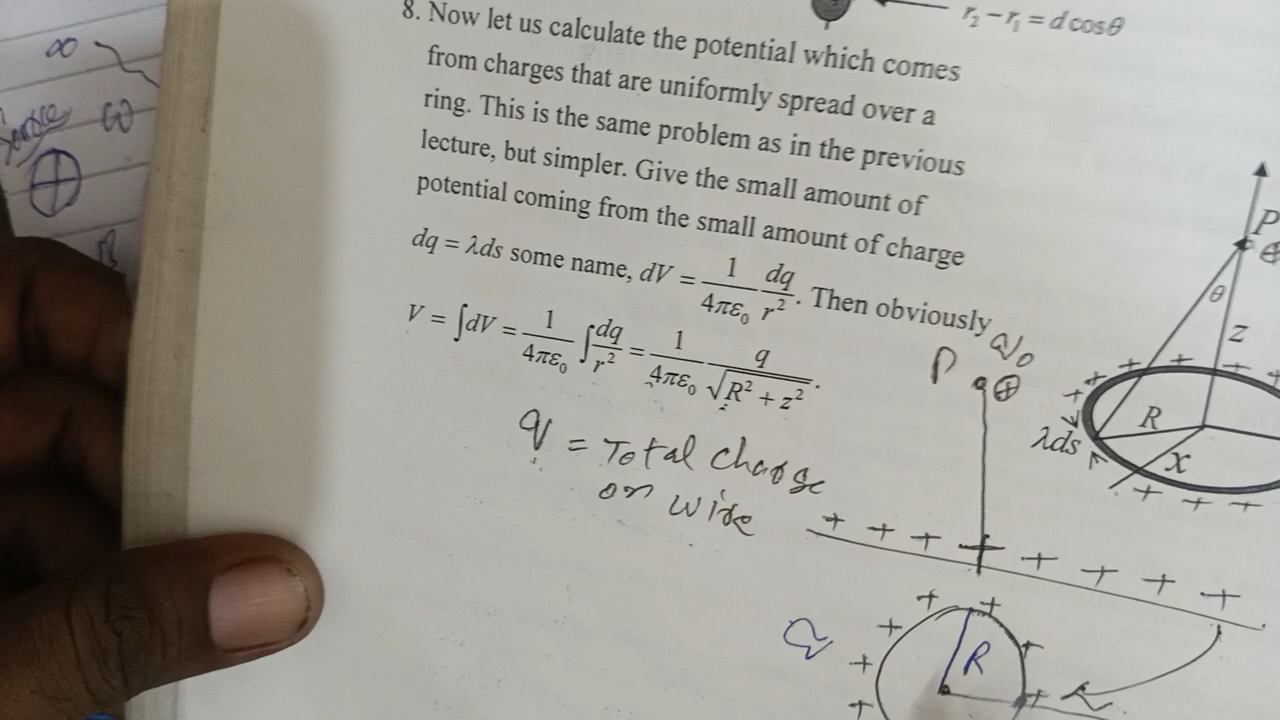 r₂ − r₁ = d cosθ
8. Now let us calculate the potential which comes
from charges that are uniformly spread over a
ring. This is the same problem as in the previous
lecture, but simpler. Give the small amount of
potential coming from the small amount of charge
dq = λds some name, dV = 1/4πε₀ dq/r². Then obviously
V = ∫dV = 1/4πε₀ ∫dq/r² = 1/4πε₀ q/√(R² + z²).
q = Total charge
on wire
P
θ
z
R
λds
x
P
+ + + + + + + +
R
∞